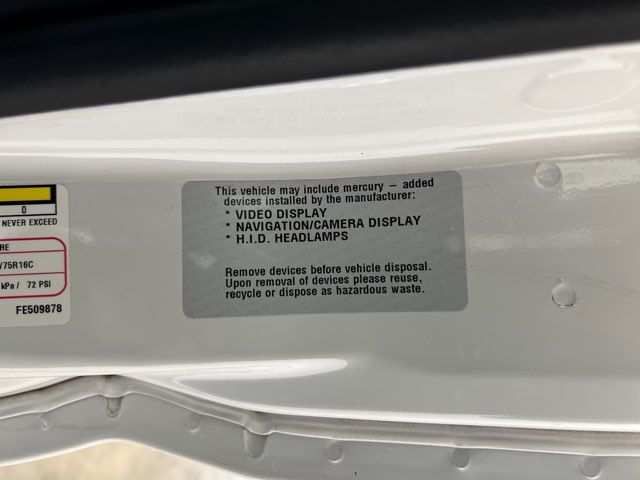 This vehicle may include mercury – added
devices installed by the manufacturer:
* VIDEO DISPLAY
* NAVIGATION/CAMERA DISPLAY
* H.I.D. HEADLAMPS
Remove devices before vehicle disposal.
Upon removal of devices please reuse,
recycle or dispose as hazardous waste.
0
NEVER EXCEED
RE
/75R16C
kPa / 72 PSI
FE509878